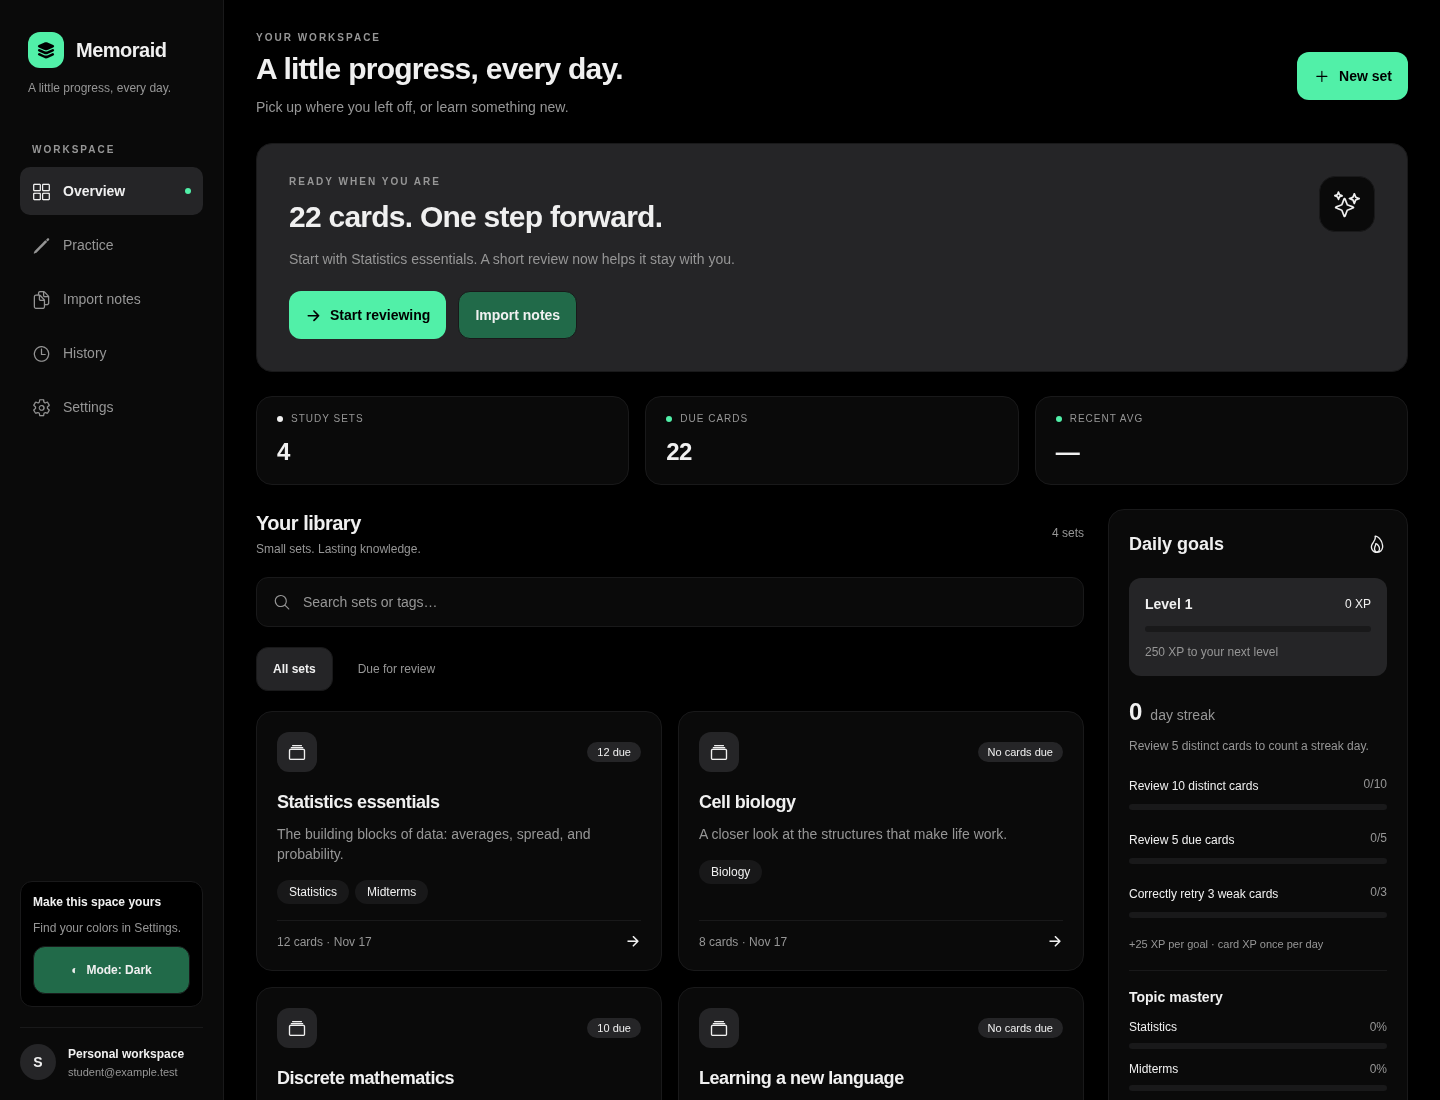 Memoraid
A little progress, every day.
WORKSPACE
Overview
Practice
Import notes
History
Settings
Make this space yours
Find your colors in Settings.
Mode: Dark
S
Personal workspace
student@example.test
YOUR WORKSPACE
A little progress, every day.
Pick up where you left off, or learn something new.
New set
READY WHEN YOU ARE
22 cards. One step forward.
Start with Statistics essentials. A short review now helps it stay with you.
Start reviewing
Import notes
STUDY SETS
4
DUE CARDS
22
RECENT AVG
—
Your library
Small sets. Lasting knowledge.
4 sets
Search sets or tags…
All sets
Due for review
12 due
Statistics essentials
The building blocks of data: averages, spread, and
probability.
Statistics
Midterms
12 cards · Nov 17
No cards due
Cell biology
A closer look at the structures that make life work.
Biology
8 cards · Nov 17
10 due
Discrete mathematics
No cards due
Learning a new language
Daily goals
Level 1
0 XP
250 XP to your next level
0 day streak
Review 5 distinct cards to count a streak day.
Review 10 distinct cards
0/10
Review 5 due cards
0/5
Correctly retry 3 weak cards
0/3
+25 XP per goal · card XP once per day
Topic mastery
Statistics
0%
Midterms
0%